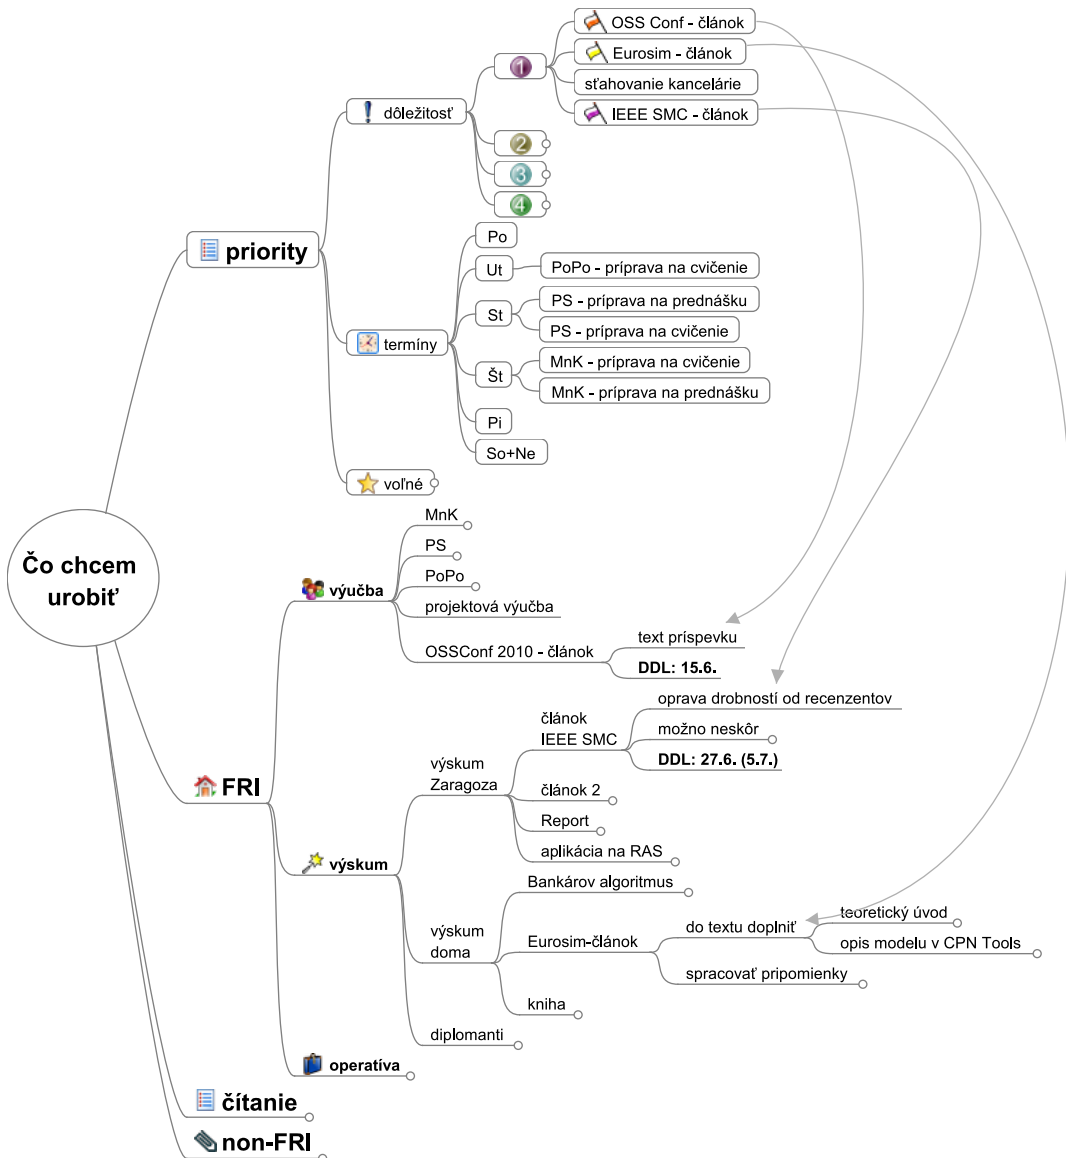 Čo chcem
urobiť
priority
dôležitosť
1
OSS Conf - článok
Eurosim - článok
sťahovanie kancelárie
IEEE SMC - článok
2
3
4
termíny
Po
Ut
PoPo - príprava na cvičenie
St
PS - príprava na prednášku
PS - príprava na cvičenie
Št
MnK - príprava na cvičenie
MnK - príprava na prednášku
Pi
So+Ne
voľné
FRI
výučba
MnK
PS
PoPo
projektová výučba
OSSConf 2010 - článok
text príspevku
DDL: 15.6.
výskum
výskum
Zaragoza
článok
IEEE SMC
oprava drobností od recenzentov
možno neskôr
DDL: 27.6. (5.7.)
článok 2
Report
aplikácia na RAS
výskum
doma
Bankárov algoritmus
Eurosim-článok
do textu doplniť
teoretický úvod
opis modelu v CPN Tools
spracovať pripomienky
kniha
diplomanti
operatíva
čítanie
non-FRI